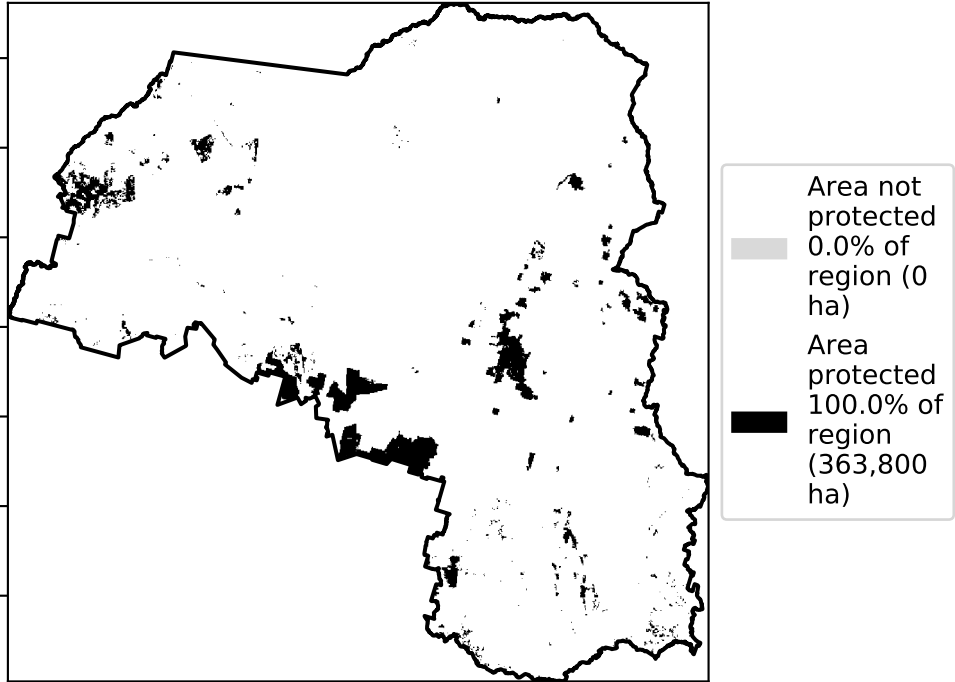 Area not
protected
0.0% of
region (0
ha)
Area
protected
100.0% of
region
(363,800
ha)